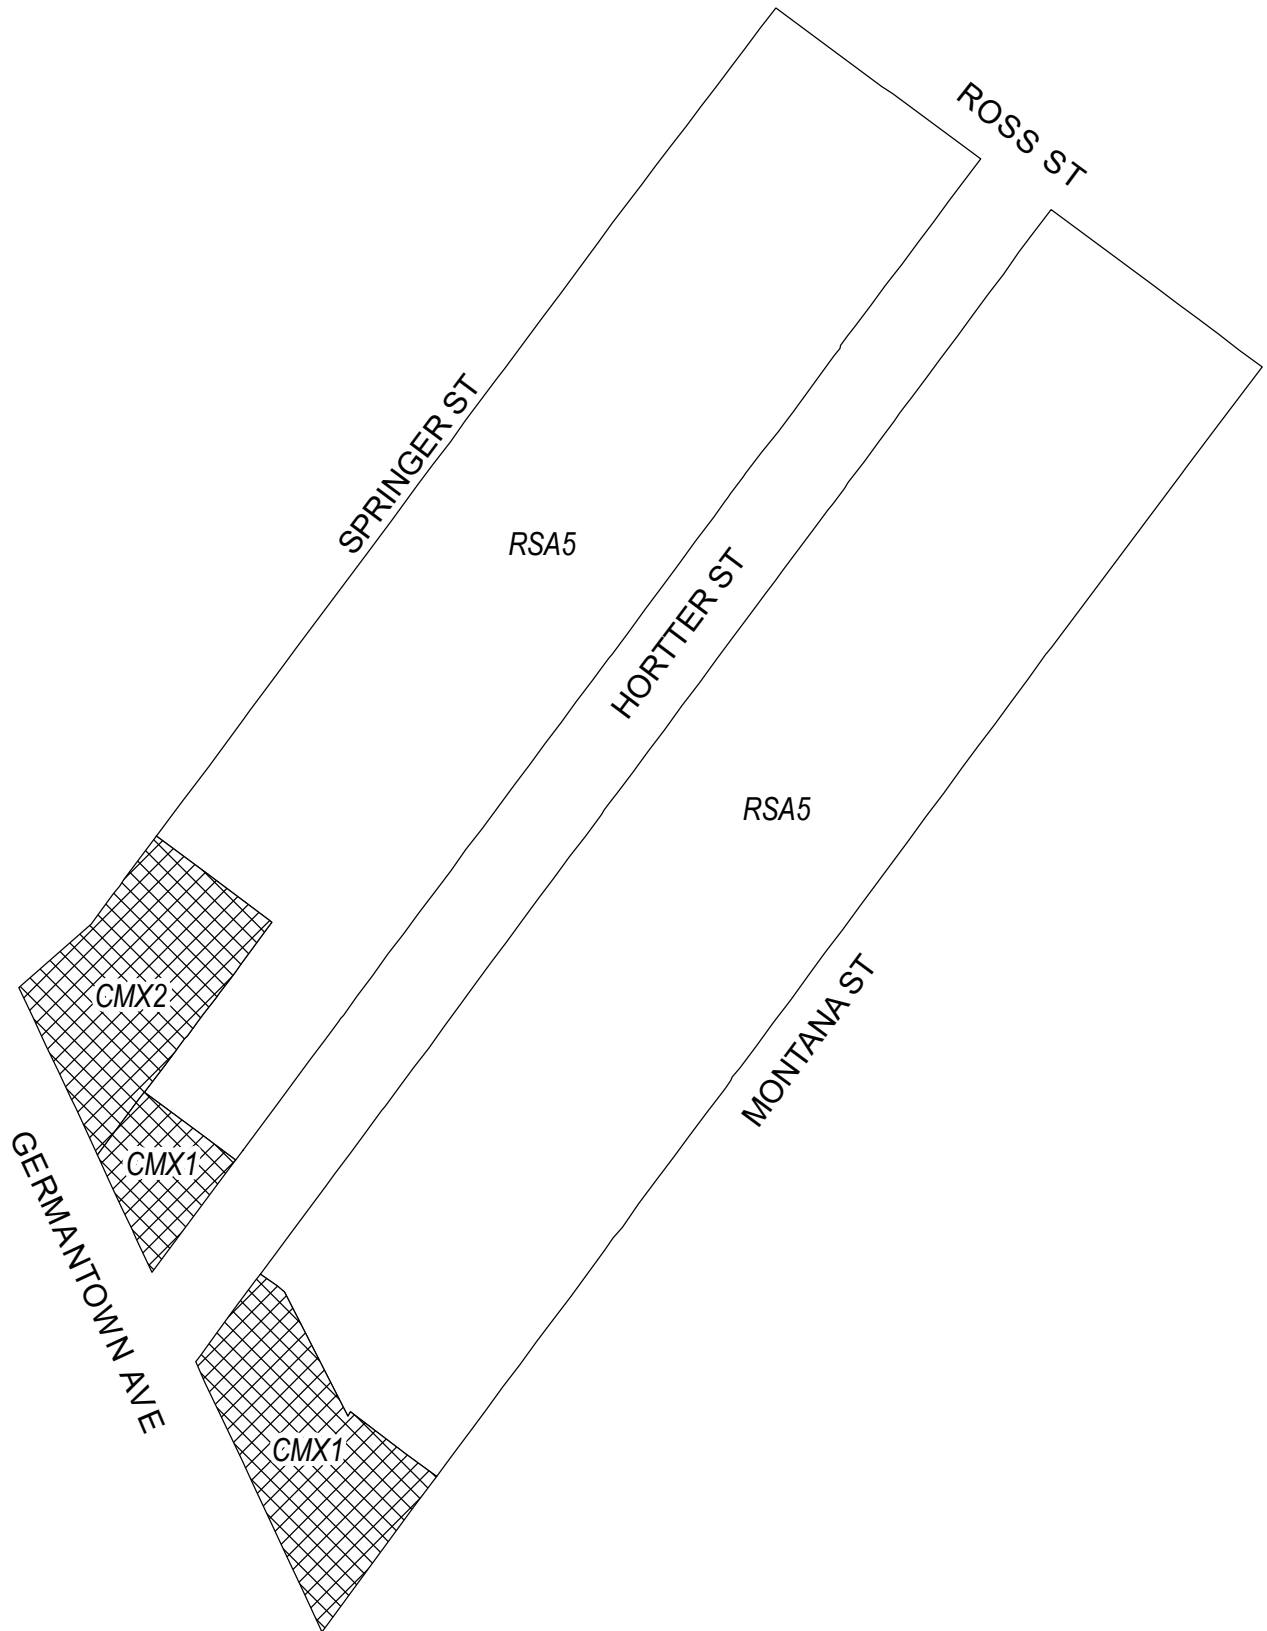 ROSS ST
SPRINGER ST
RSA5
HORTTER ST
RSA5
CMX2
MONTANA ST
CMX1
GERMANTOWN AVE
CMX1